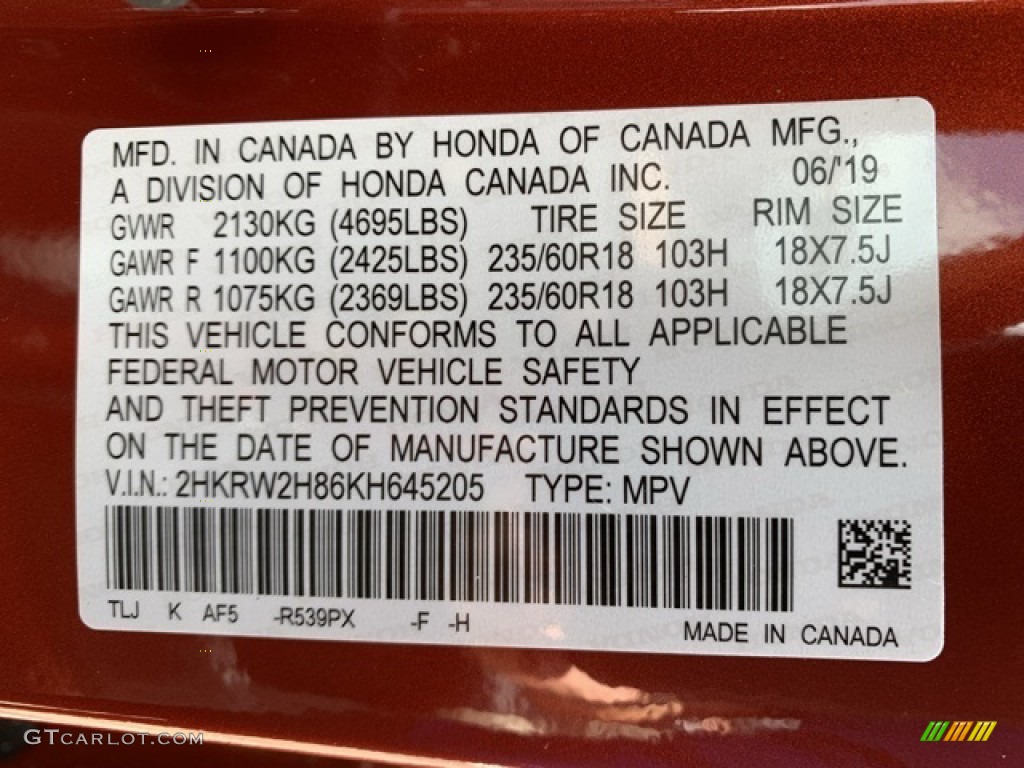 MFD. IN CANADA BY HONDA OF CANADA MFG.,
A DIVISION OF HONDA CANADA INC. 06/'19
GVWR 2130KG (4695LBS) TIRE SIZE RIM SIZE
GAWR F 1100KG (2425LBS) 235/60R18 103H 18X7.5J
GAWR R 1075KG (2369LBS) 235/60R18 103H 18X7.5J
THIS VEHICLE CONFORMS TO ALL APPLICABLE
FEDERAL MOTOR VEHICLE SAFETY
AND THEFT PREVENTION STANDARDS IN EFFECT
ON THE DATE OF MANUFACTURE SHOWN ABOVE.
V.I.N.: 2HKRW2H86KH645205 TYPE: MPV
TLJ K AF5 -R539PX -F -H
MADE IN CANADA
GTCARLOT.COM